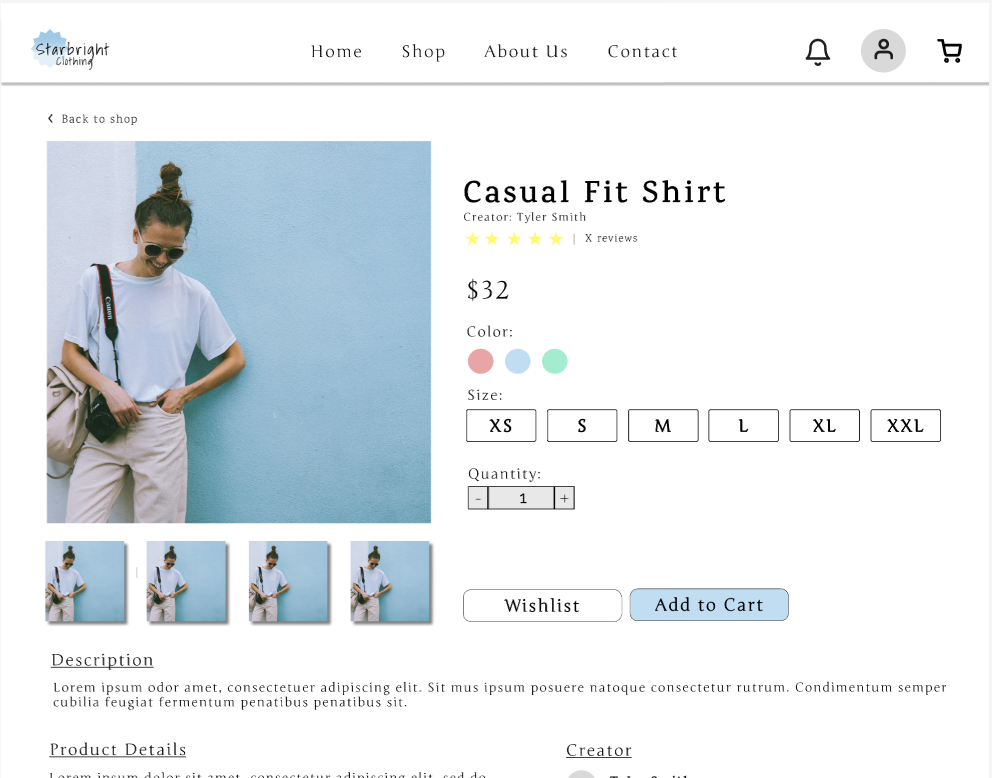 Starbright
Clothing
Home Shop About Us Contact
Back to shop
Canon
Casual Fit Shirt
Creator: Tyler Smith
| X reviews
$32
Color:
Size:
XS S M L XL XXL
Quantity:
- 1 +
Wishlist Add to Cart
Description
Lorem ipsum odor amet, consectetuer adipiscing elit. Sit mus ipsum posuere natoque consectetur rutrum. Condimentum semper
cubilia feugiat fermentum penatibus penatibus sit.
Product Details
Creator
Lorem ipsum dolor sit amet, consectetur adipiscing elit, sed do
Tyler Smith